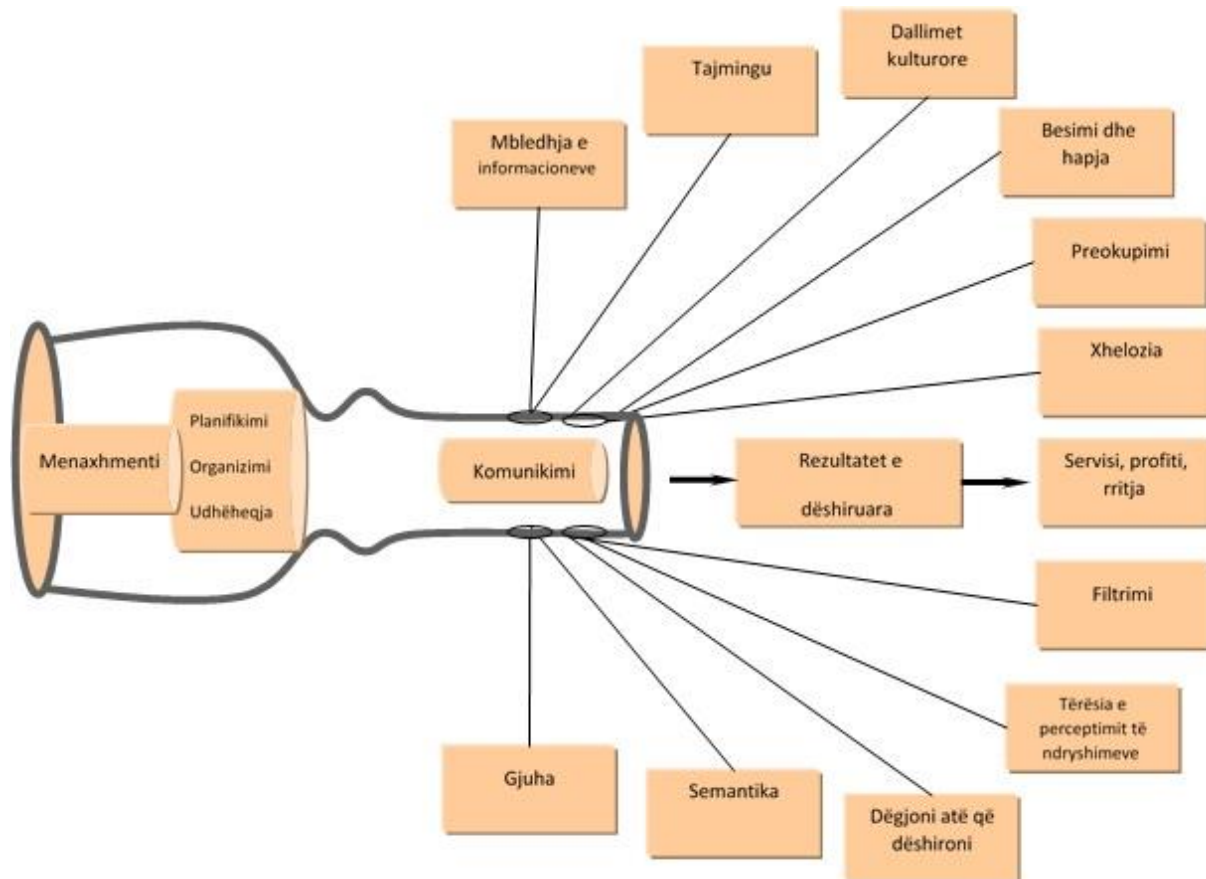 Dallimet
kulturore
Tajmingu
Mbledhja e
informacioneve
Besimi dhe
hapja
Preokupimi
Xhelozia
Menaxhmenti
Planifikimi
Organizimi
Udhëheqja
Komunikimi
Rezultatet e
dëshiruara
Servisi, profiti,
rritja
Filtrimi
Tërësia e
perceptimit të
ndryshimeve
Gjuha
Semantika
Dëgjoni atë që
dëshironi